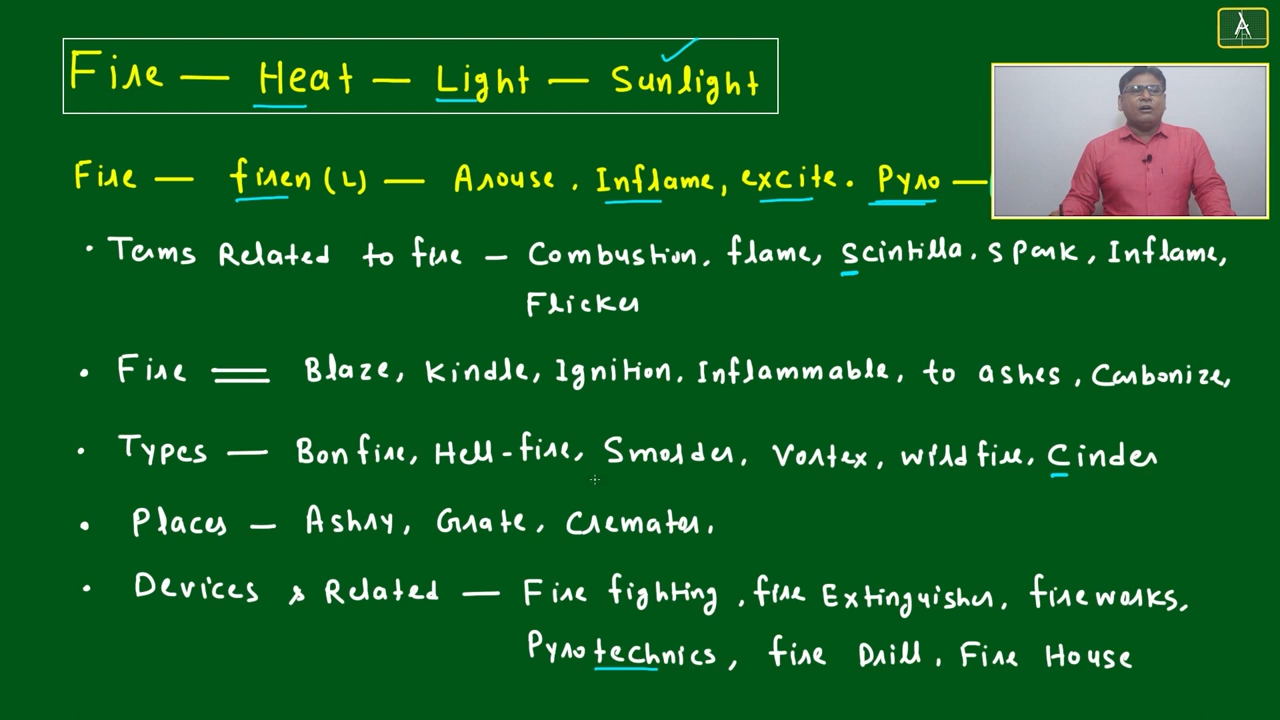 Fire — Heat — Light — Sunlight
Fire — firen (L) — Arouse. Inflame, excite. Pyro —
• Terms Related to fire — Combustion. flame, Scintilla. Spark, Inflame,
Flicker
• Fire = Blaze, Kindle, Ignition. Inflammable, to ashes, Carbonize,
• Types — Bonfire, Hell-fire, Smolder. Vortex, wildfire. Cinder
• Places — Ashry, Grate. Cremator.
• Devices & Related — Fire fighting, fire Extinguisher. fireworks.
Pyrotechnics, fire Drill. Fire House